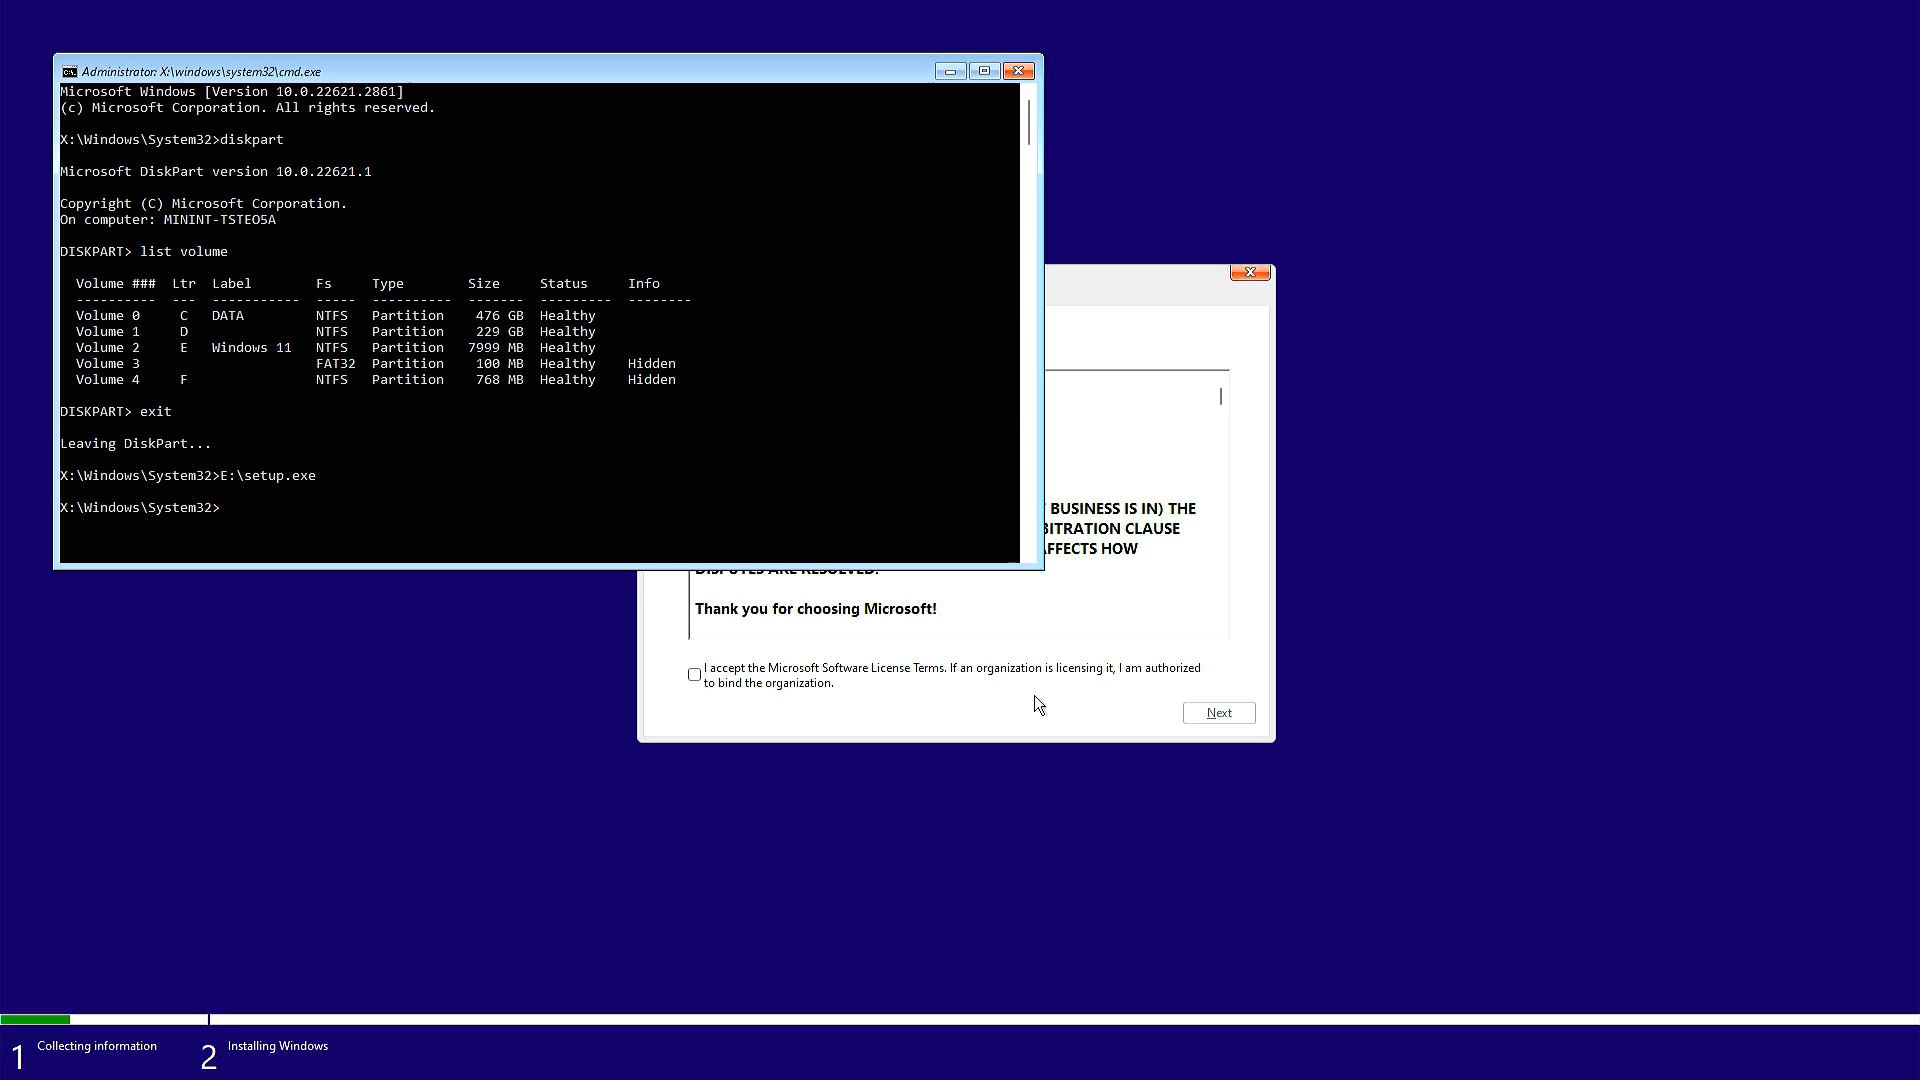 Administrator: X:\windows\system32\cmd.exe
Microsoft Windows [Version 10.0.22621.2861]
(c) Microsoft Corporation. All rights reserved.
X:\Windows\System32>diskpart
Microsoft DiskPart version 10.0.22621.1
Copyright (C) Microsoft Corporation.
On computer: MININT-TSTEO5A
DISKPART> list volume
Volume ### Ltr Label Fs Type Size Status Info
---------- --- ----------- ----- ---------- ------- --------- --------
Volume 0 C DATA NTFS Partition 476 GB Healthy
Volume 1 D NTFS Partition 229 GB Healthy
Volume 2 E Windows 11 NTFS Partition 7999 MB Healthy
Volume 3 FAT32 Partition 100 MB Healthy Hidden
Volume 4 F NTFS Partition 768 MB Healthy Hidden
DISKPART> exit
Leaving DiskPart...
X:\Windows\System32>E:\setup.exe
X:\Windows\System32>
BUSINESS IS IN) THE
BITRATION CLAUSE
AFFECTS HOW
DISPUTES ARE RESOLVED.
Thank you for choosing Microsoft!
I accept the Microsoft Software License Terms. If an organization is licensing it, I am authorized
to bind the organization.
Next
1 Collecting information
2 Installing Windows